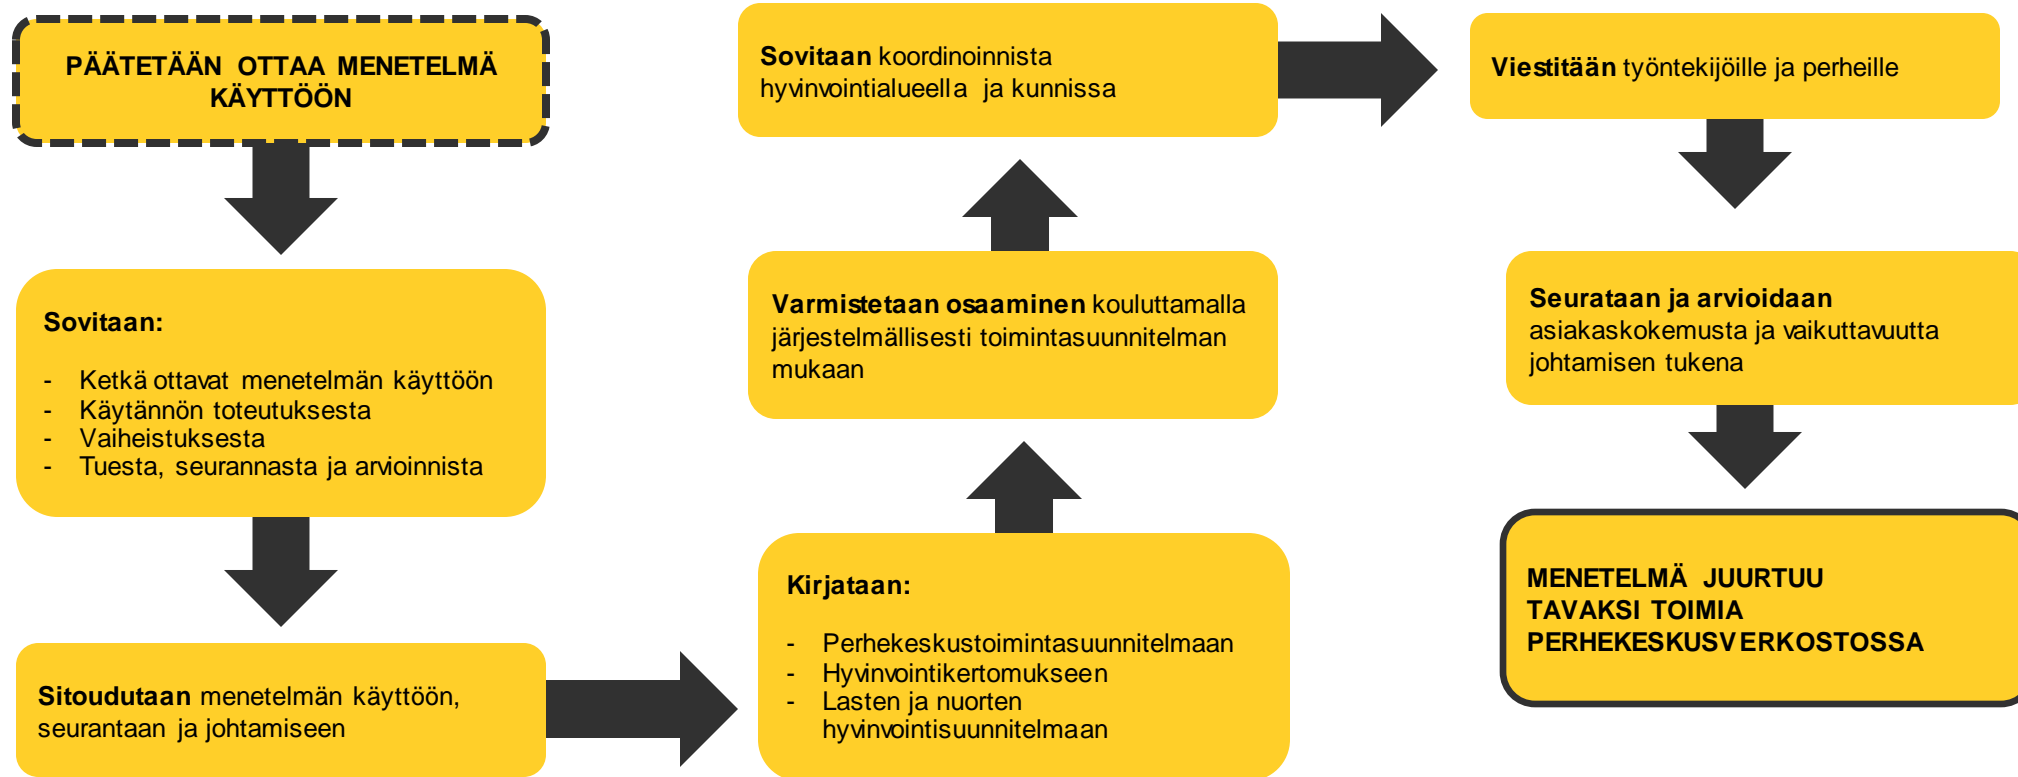 PÄÄTETÄÄN OTTAA MENETELMÄ
KÄYTTÖÖN
Sovitaan:
- Ketkä ottavat menetelmän käyttöön
- Käytännön toteutuksesta
- Vaiheistuksesta
- Tuesta, seurannasta ja arvioinnista
Sitoudutaan menetelmän käyttöön,
seurantaan ja johtamiseen
Kirjataan:
- Perhekeskustoimintasuunnitelmaan
- Hyvinvointikertomukseen
- Lasten ja nuorten
hyvinvointisuunnitelmaan
Varmistetaan osaaminen kouluttamalla
järjestelmällisesti toimintasuunnitelman
mukaan
Sovitaan koordinoinnista
hyvinvointialueella ja kunnissa
Viestitään työntekijöille ja perheille
Seurataan ja arvioidaan
asiakaskokemusta ja vaikuttavuutta
johtamisen tukena
MENETELMÄ JUURTUU
TAVAKSI TOIMIA
PERHEKESKUSVERKOSTOSSA